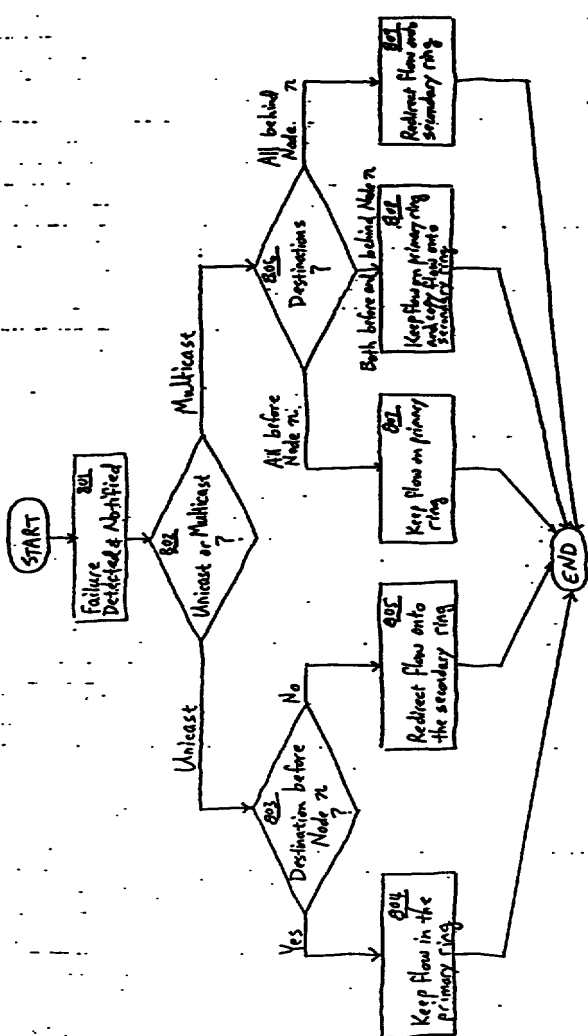 START
801
Failure
Detected & Notified
802
Unicast or Multicast
?
Unicast
Multicast
803
Destination before
Node n
?
806
Destinations
?
Yes
No
All before
Node n
Both before and behind Node n
All behind
Node n
804
Keep flow in the
primary ring
805
Redirect flow onto
the secondary ring
807
Keep flow on primary
ring
808
Keep flow on primary ring
and copy flow onto
secondary ring
809
Redirect flow onto
secondary ring
END